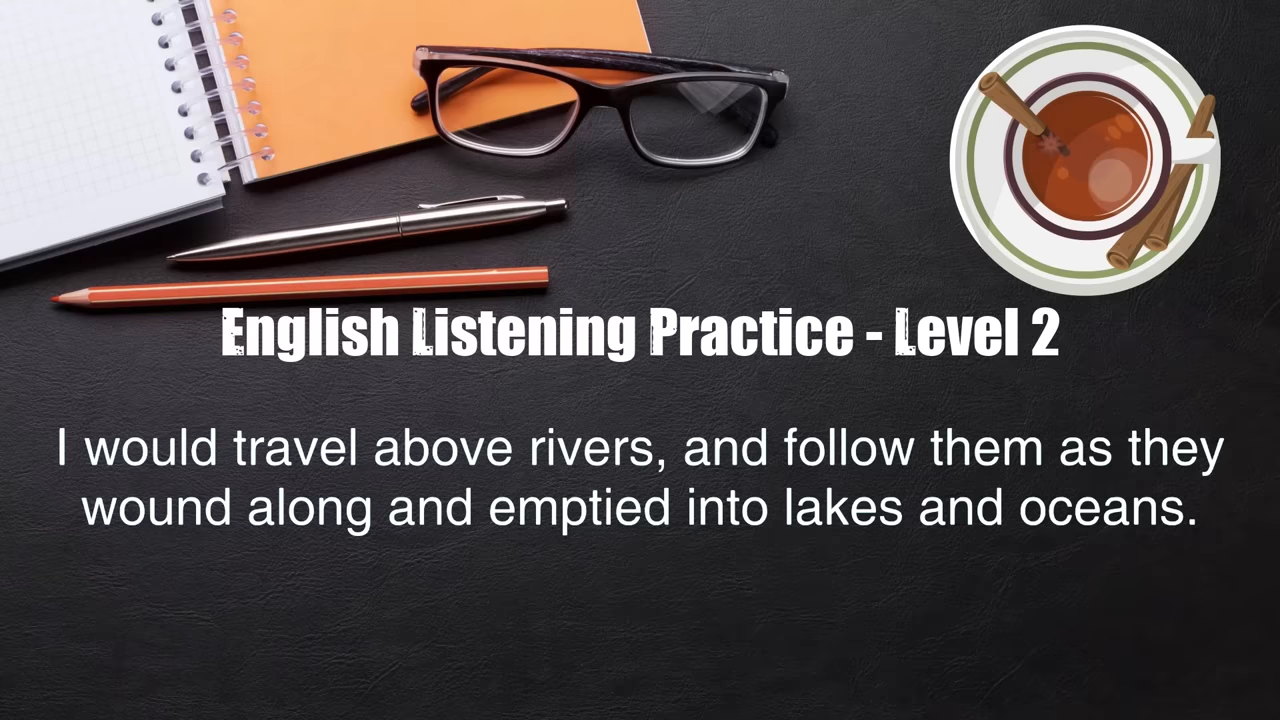 English Listening Practice - Level 2
I would travel above rivers, and follow them as they
wound along and emptied into lakes and oceans.